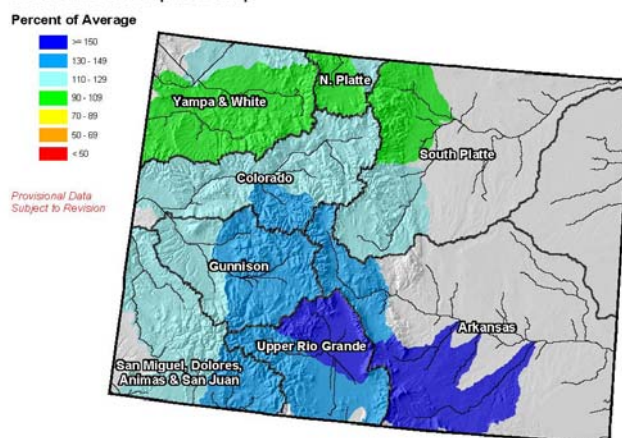 Percent of Average
>= 150
130 - 149
110 - 129
90 - 109
70 - 89
50 - 69
< 50
Provisional Data
Subject to Revision
N. Platte
Yampa & White
South Platte
Colorado
Gunnison
Arkansas
Upper Rio Grande
San Miguel, Dolores,
Animas & San Juan